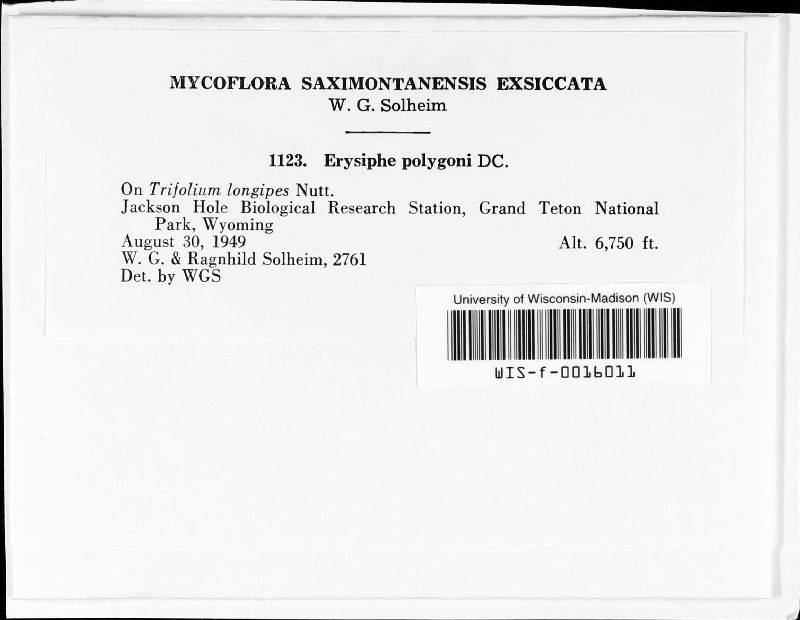 MYCOFLORA SAXIMONTANENSIS EXSICCATA
W. G. Solheim
1123. Erysiphe polygoni DC.
On Trifolium longipes Nutt.
Jackson Hole Biological Research Station, Grand Teton National
Park, Wyoming
August 30, 1949 Alt. 6,750 ft.
W. G. & Ragnhild Solheim, 2761
Det. by WGS
University of Wisconsin-Madison (WIS)
WIS-f-0016011